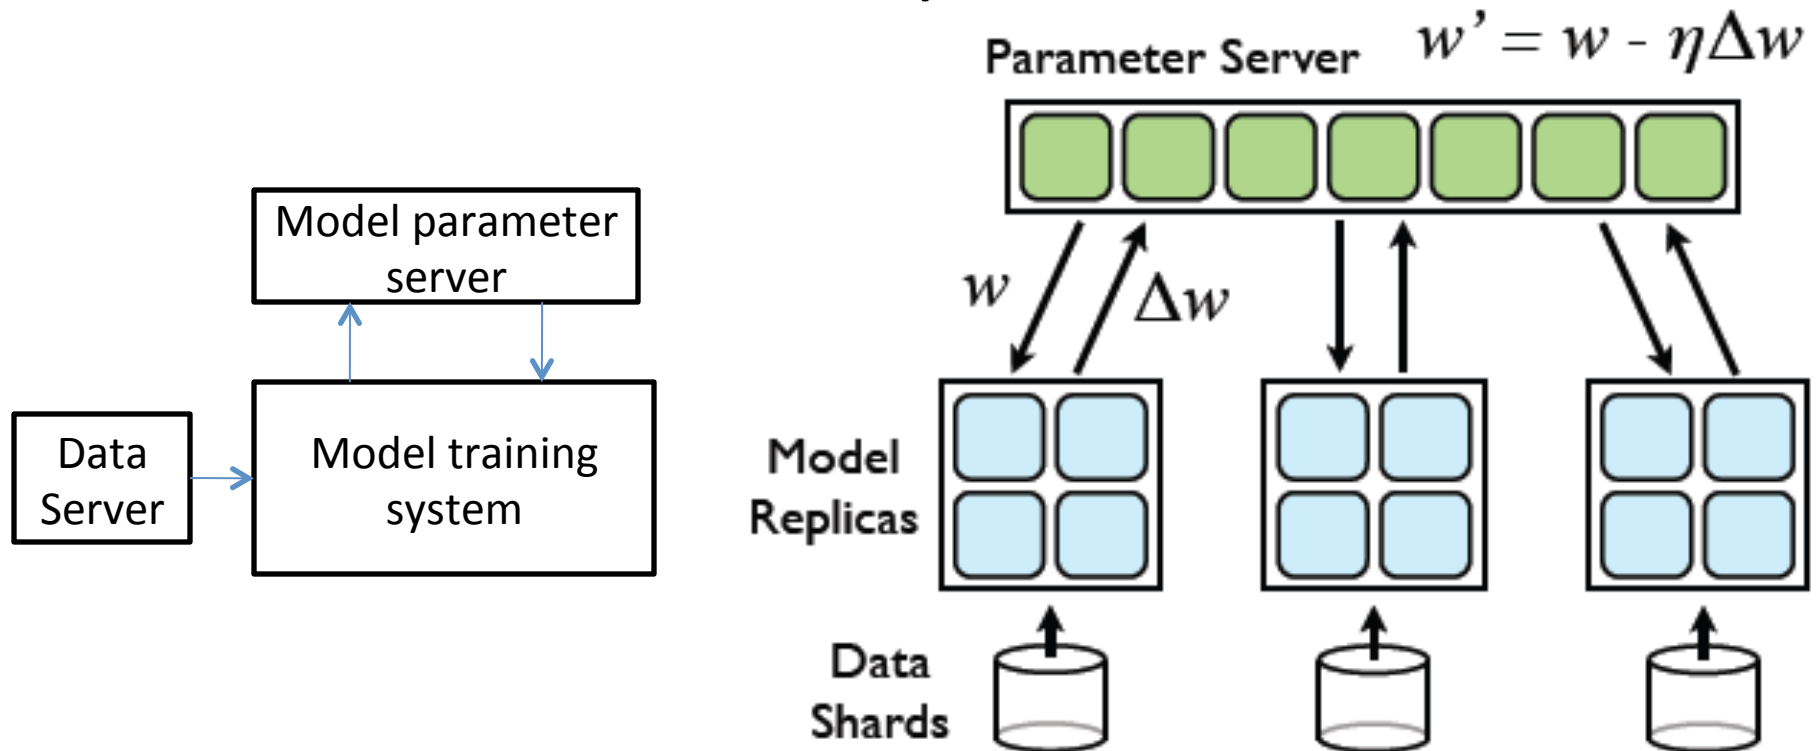 Model parameter
server
Data
Server
Model training
system
Parameter Server
w’ = w - ηΔw
w
Δw
Model
Replicas
Data
Shards